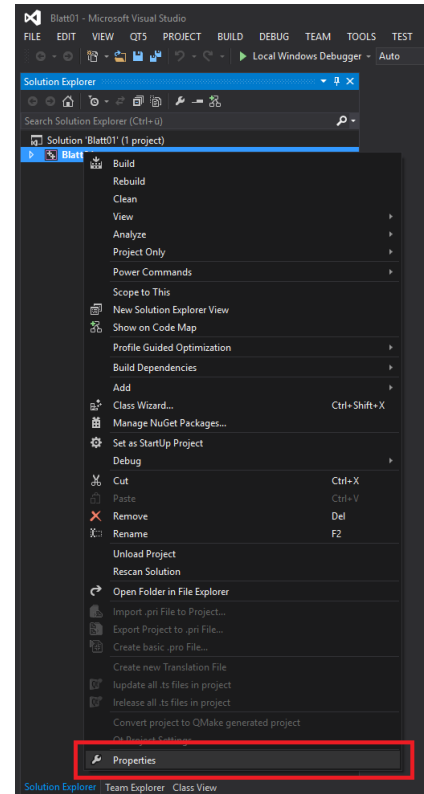 Blatt01 - Microsoft Visual Studio
FILE EDIT VIEW QT5 PROJECT BUILD DEBUG TEAM TOOLS TEST
Local Windows Debugger Auto
Solution Explorer
Search Solution Explorer (Ctrl+ü)
Solution 'Blatt01' (1 project)
Build
Rebuild
Clean
View
Analyze
Project Only
Power Commands
Scope to This
New Solution Explorer View
Show on Code Map
Profile Guided Optimization
Build Dependencies
Add
Class Wizard... Ctrl+Shift+X
Manage NuGet Packages...
Set as StartUp Project
Debug
Cut Ctrl+X
Paste Ctrl+V
Remove Del
Rename F2
Unload Project
Rescan Solution
Open Folder in File Explorer
Import .pri File to Project...
Export Project to .pri File...
Create basic .pro File...
Create new Translation File
lupdate all .ts files in project
lrelease all .ts files in project
Convert project to QMake generated project
Qt Project Settings
Properties
Solution Explorer Team Explorer Class View